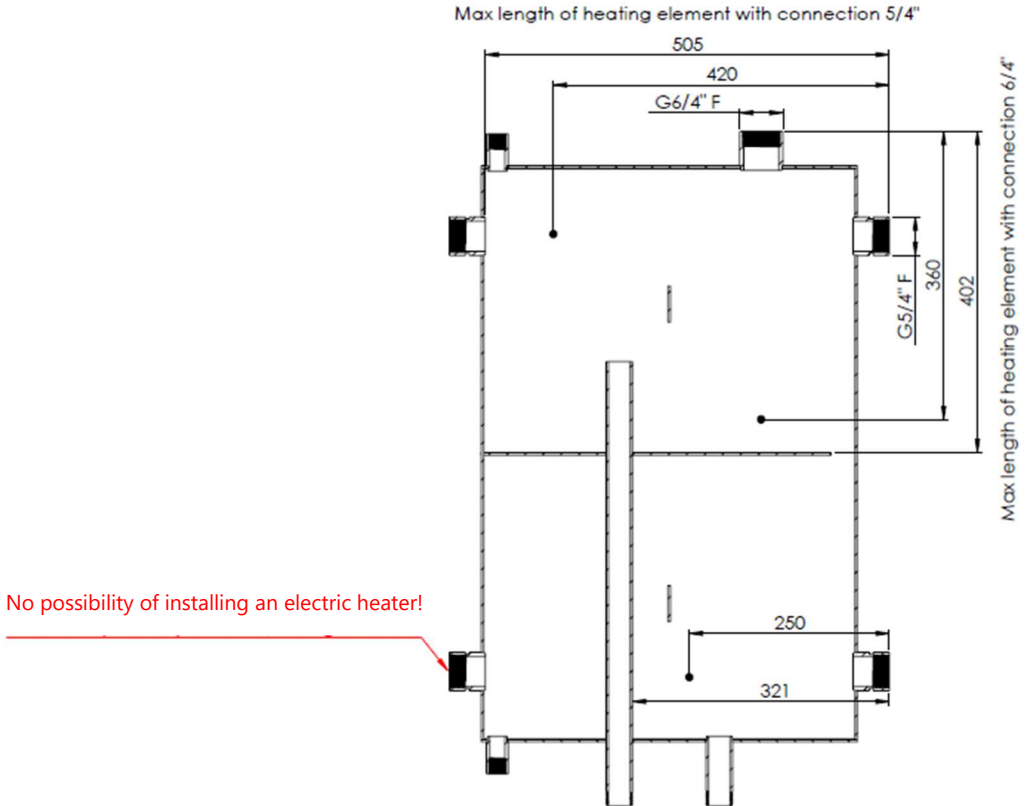 Max length of heating element with connection 5/4"
505
420
G6/4" F
G5/4" F
360
402
Max length of heating element with connection 6/4"
No possibility of installing an electric heater!
250
321